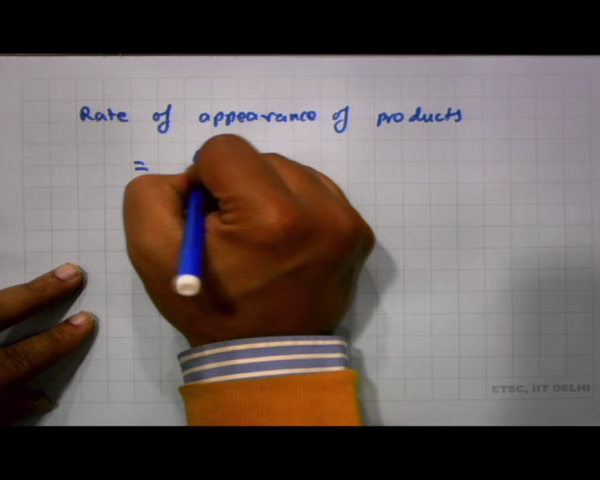 Rate of appearance of products
=
ETSC, IIT DELHI